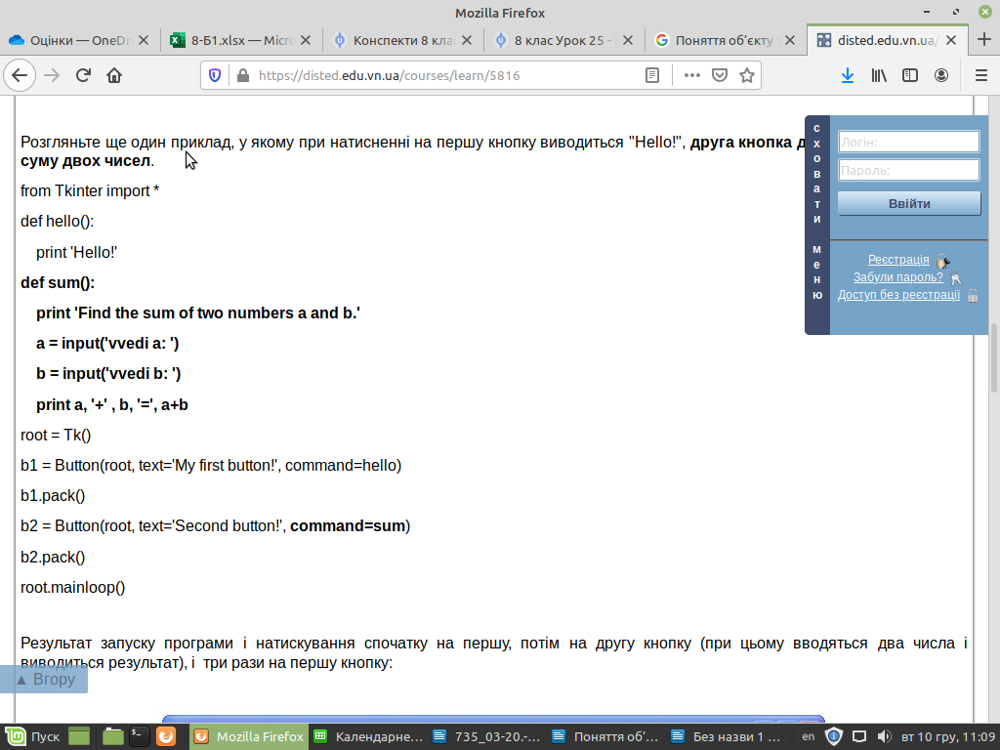 Mozilla Firefox
Оцінки — OneDr
8-Б1.xlsx — Micro
Конспекти 8 клас
8 клас Урок 25 -
Поняття об'єкту
disted.edu.vn.ua/
https://disted.edu.vn.ua/courses/learn/5816
Розгляньте ще один приклад, у якому при натисненні на першу кнопку виводиться "Hello!", друга кнопка д
суму двох чисел.
from Tkinter import *
def hello():
print 'Hello!'
def sum():
print 'Find the sum of two numbers a and b.'
a = input('vvedi a: ')
b = input('vvedi b: ')
print a, '+' , b, '=', a+b
root = Tk()
b1 = Button(root, text='My first button!', command=hello)
b1.pack()
b2 = Button(root, text='Second button!', command=sum)
b2.pack()
root.mainloop()
Результат запуску програми і натискування спочатку на першу, потім на другу кнопку (при цьому вводяться два числа і
виводиться результат), і три рази на першу кнопку:
▲ Вгору
сховати меню
Логін:
Пароль:
Ввійти
Реєстрація
Забули пароль?
Доступ без реєстрації
Пуск
Mozilla Firefox
Календарне...
735_03-20.-...
Поняття об'...
Без назви 1 ...
en
вт 10 гру, 11:09